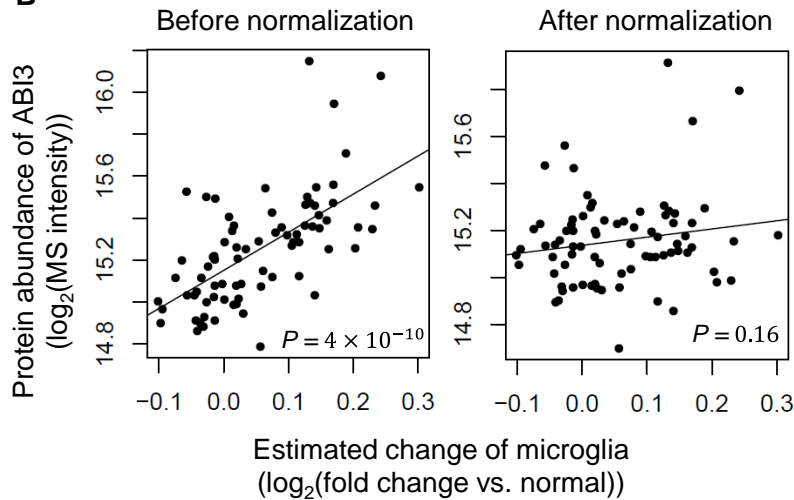 B
Before normalization
After normalization
Protein abundance of ABI3
(log₂(MS intensity))
16.0
15.6
15.2
14.8
P = 4 × 10⁻¹⁰
−0.1 0.0 0.1 0.2 0.3
15.6
15.2
14.8
P = 0.16
−0.1 0.0 0.1 0.2 0.3
Estimated change of microglia
(log₂(fold change vs. normal))